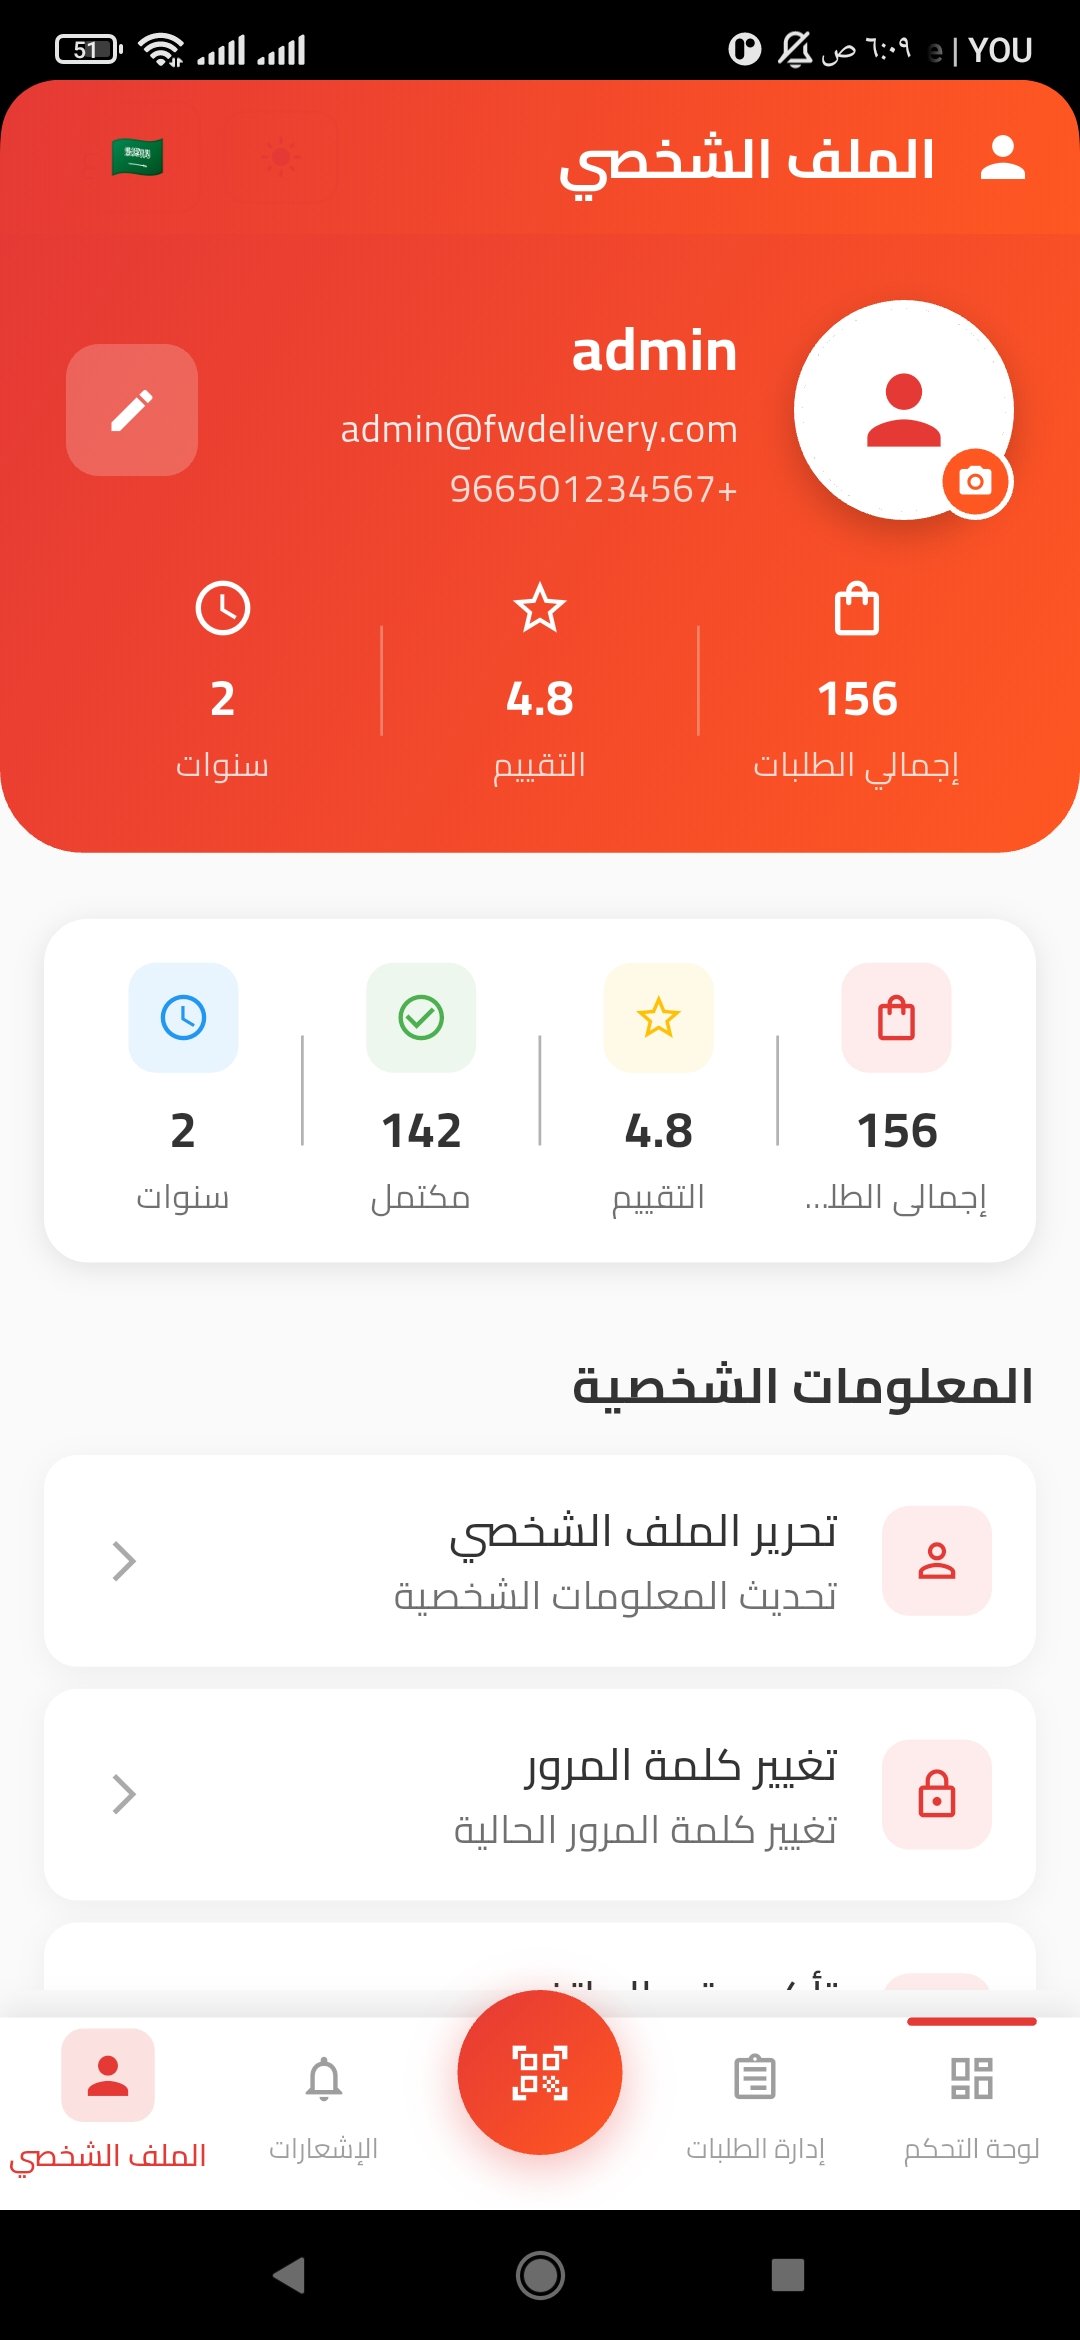 YOU | ٦:٠٩ ص 51
الملف الشخصي
admin
admin@fwdelivery.com
966501234567+
156 4.8 2
إجمالي الطلبات التقييم سنوات
156 4.8 142 2
إجمالي الطلـ... التقييم مكتمل سنوات
المعلومات الشخصية
تحرير الملف الشخصي
تحديث المعلومات الشخصية
تغيير كلمة المرور
تغيير كلمة المرور الحالية
لوحة التحكم إدارة الطلبات الإشعارات الملف الشخصي